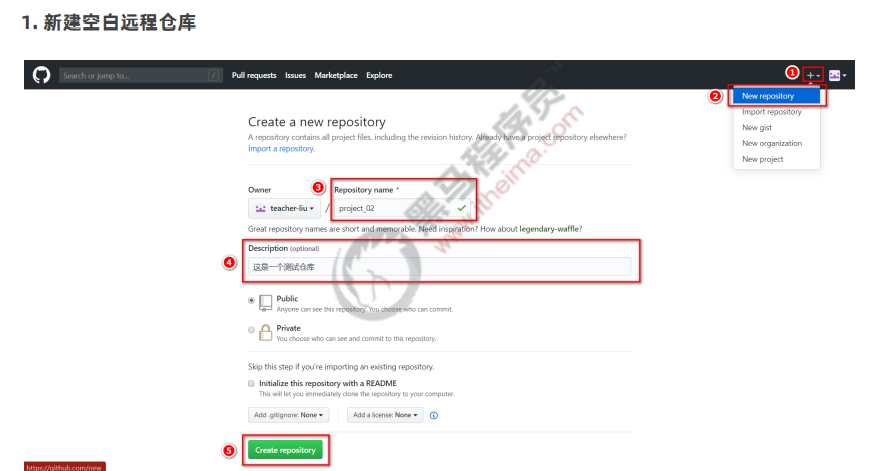 1. 新建空白远程仓库
Search or jump to...
/
Pull requests Issues Marketplace Explore
1
2
New repository
Import repository
New gist
New organization
New project
Create a new repository
A repository contains all project files, including the revision history. Already have a project repository elsewhere?
Import a repository.
Owner
3
Repository name *
teacher-liu
/
project_02
Great repository names are short and memorable. Need inspiration? How about legendary-waffle?
4
Description (optional)
这是一个测试仓库
Public
Anyone can see this repository. You choose who can commit.
Private
You choose who can see and commit to this repository.
Skip this step if you're importing an existing repository.
Initialize this repository with a README
This will let you immediately clone the repository to your computer.
Add .gitignore: None
Add a license: None
5
Create repository
https://github.com/new
黑马程序员
www.itheima.com